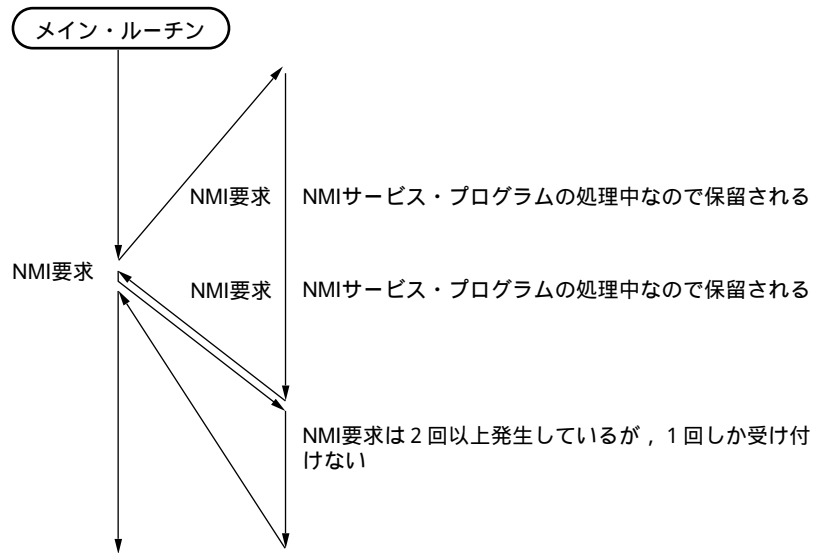 メイン・ルーチン
NMI要求 NMIサービス・プログラムの処理中なので保留される
NMI要求
NMI要求 NMIサービス・プログラムの処理中なので保留される
NMI要求は２回以上発生しているが，１回しか受け付
けない